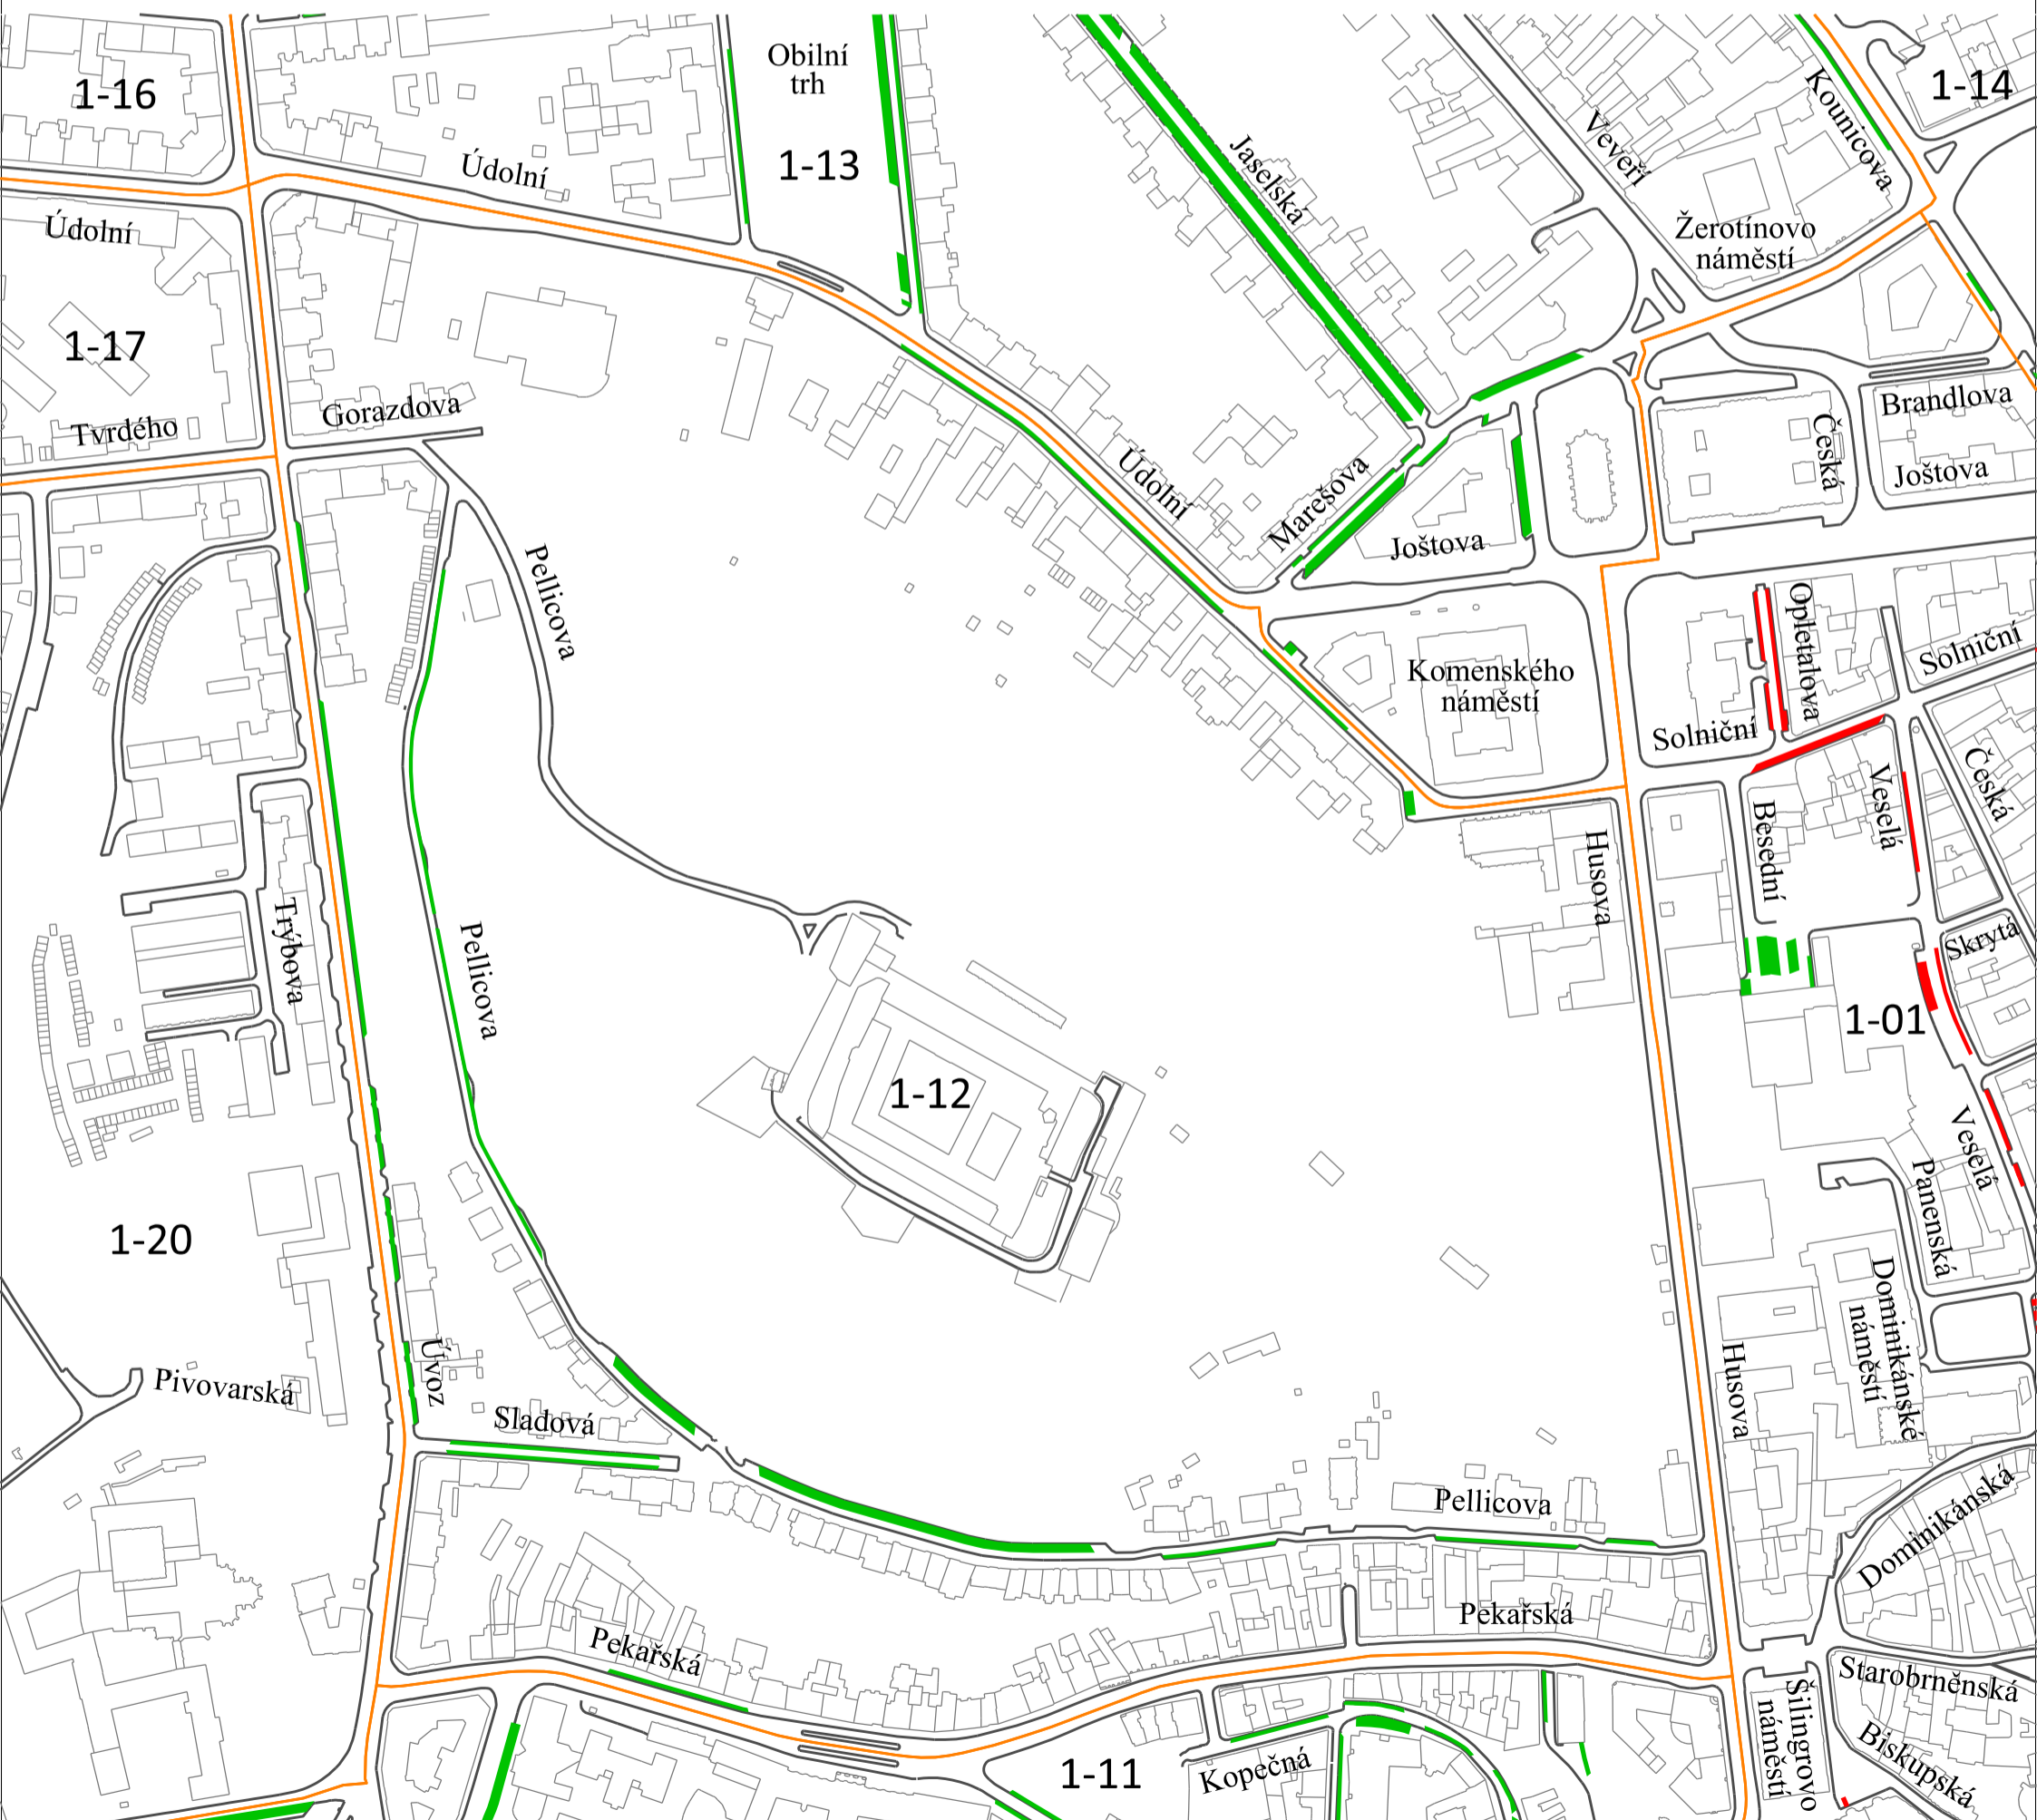 Obilní
trh
1-16
1-14
Kounicova
Veveří
Jaselská
1-13
Údolní
Údolní
Žerotínovo
náměstí
1-17
Gorazdova
Tvrdého
Brandlova
Česká
Joštova
Údolní
Marešova
Joštova
Pellicova
Opletalova
Solniční
Komenského
náměstí
Solniční
Česká
Veselá
Besední
Husova
Trýbova
Pellicova
Skrytá
1-01
1-12
Veselá
Panenská
1-20
Dominikánské
náměstí
Úvoz
Husova
Pivovarská
Sladová
Pellicova
Dominikánská
Pekařská
Pekařská
Starobrněnská
Šilingrovo
náměstí
Biskupská
1-11
Kopečná